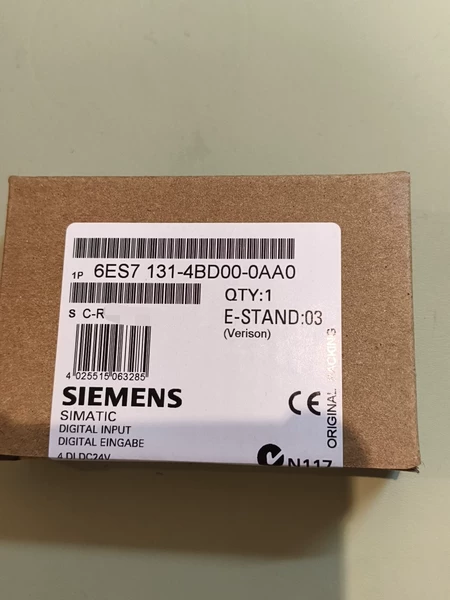 1P 6ES7 131-4BD00-0AA0
QTY:1
S C-R
E-STAND:03
(Verison)
4 025515 063285
SIEMENS
SIMATIC
DIGITAL INPUT
DIGITAL EINGABE
4 DI DC24V
CE
N117
ORIGINAL PACKING